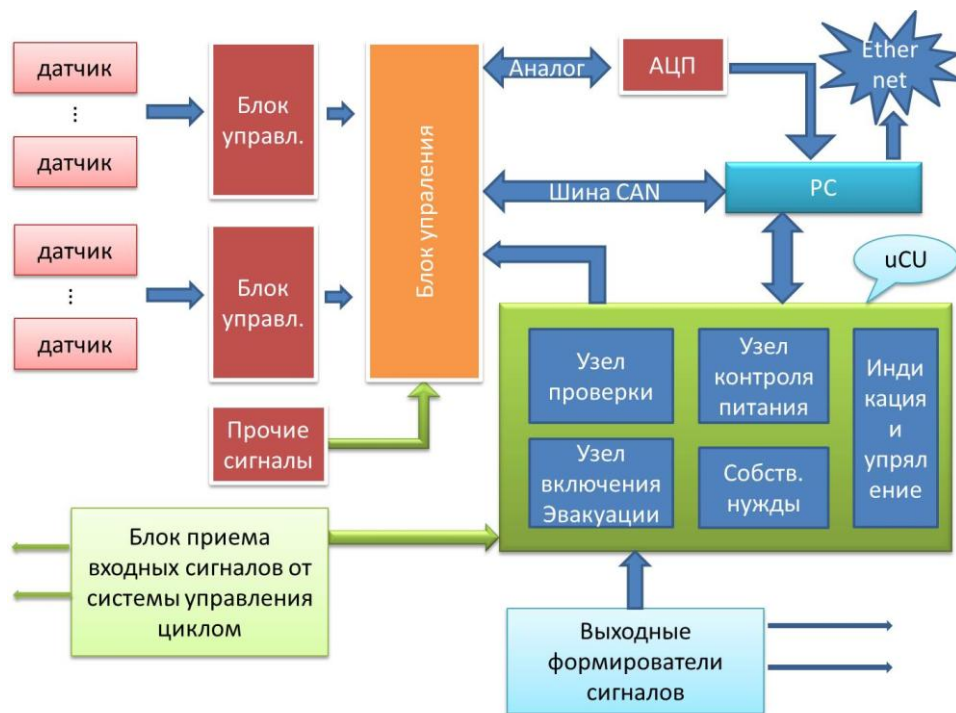 датчик
...
датчик
Блок
управл.
датчик
...
датчик
Блок
управл.
Прочие
сигналы
Блок упраления
Аналог
АЦП
Ether
net
Шина CAN
PC
uCU
Узел
проверки
Узел
контроля
питания
Инди
кация
и
упрял
ение
Узел
включения
Эвакуации
Собств.
нужды
Блок приема
входных сигналов от
системы управления
циклом
Выходные
формирователи
сигналов